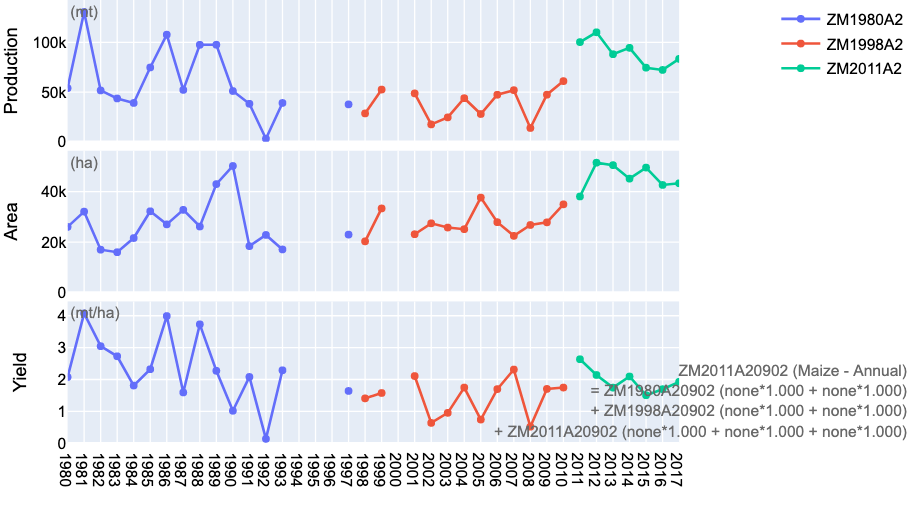 (mt)
Production
100k
50k
0
ZM1980A2
ZM1998A2
ZM2011A2
(ha)
Area
40k
20k
0
(mt/ha)
Yield
4
3
2
1
0
ZM2011A20902 (Maize - Annual)
= ZM1980A20902 (none*1.000 + none*1.000)
+ ZM1998A20902 (none*1.000 + none*1.000)
+ ZM2011A20902 (none*1.000 + none*1.000 + none*1.000)
1980 1981 1982 1983 1984 1985 1986 1987 1988 1989 1990 1991 1992 1993 1994 1995 1996 1997 1998 1999 2000 2001 2002 2003 2004 2005 2006 2007 2008 2009 2010 2011 2012 2013 2014 2015 2016 2017